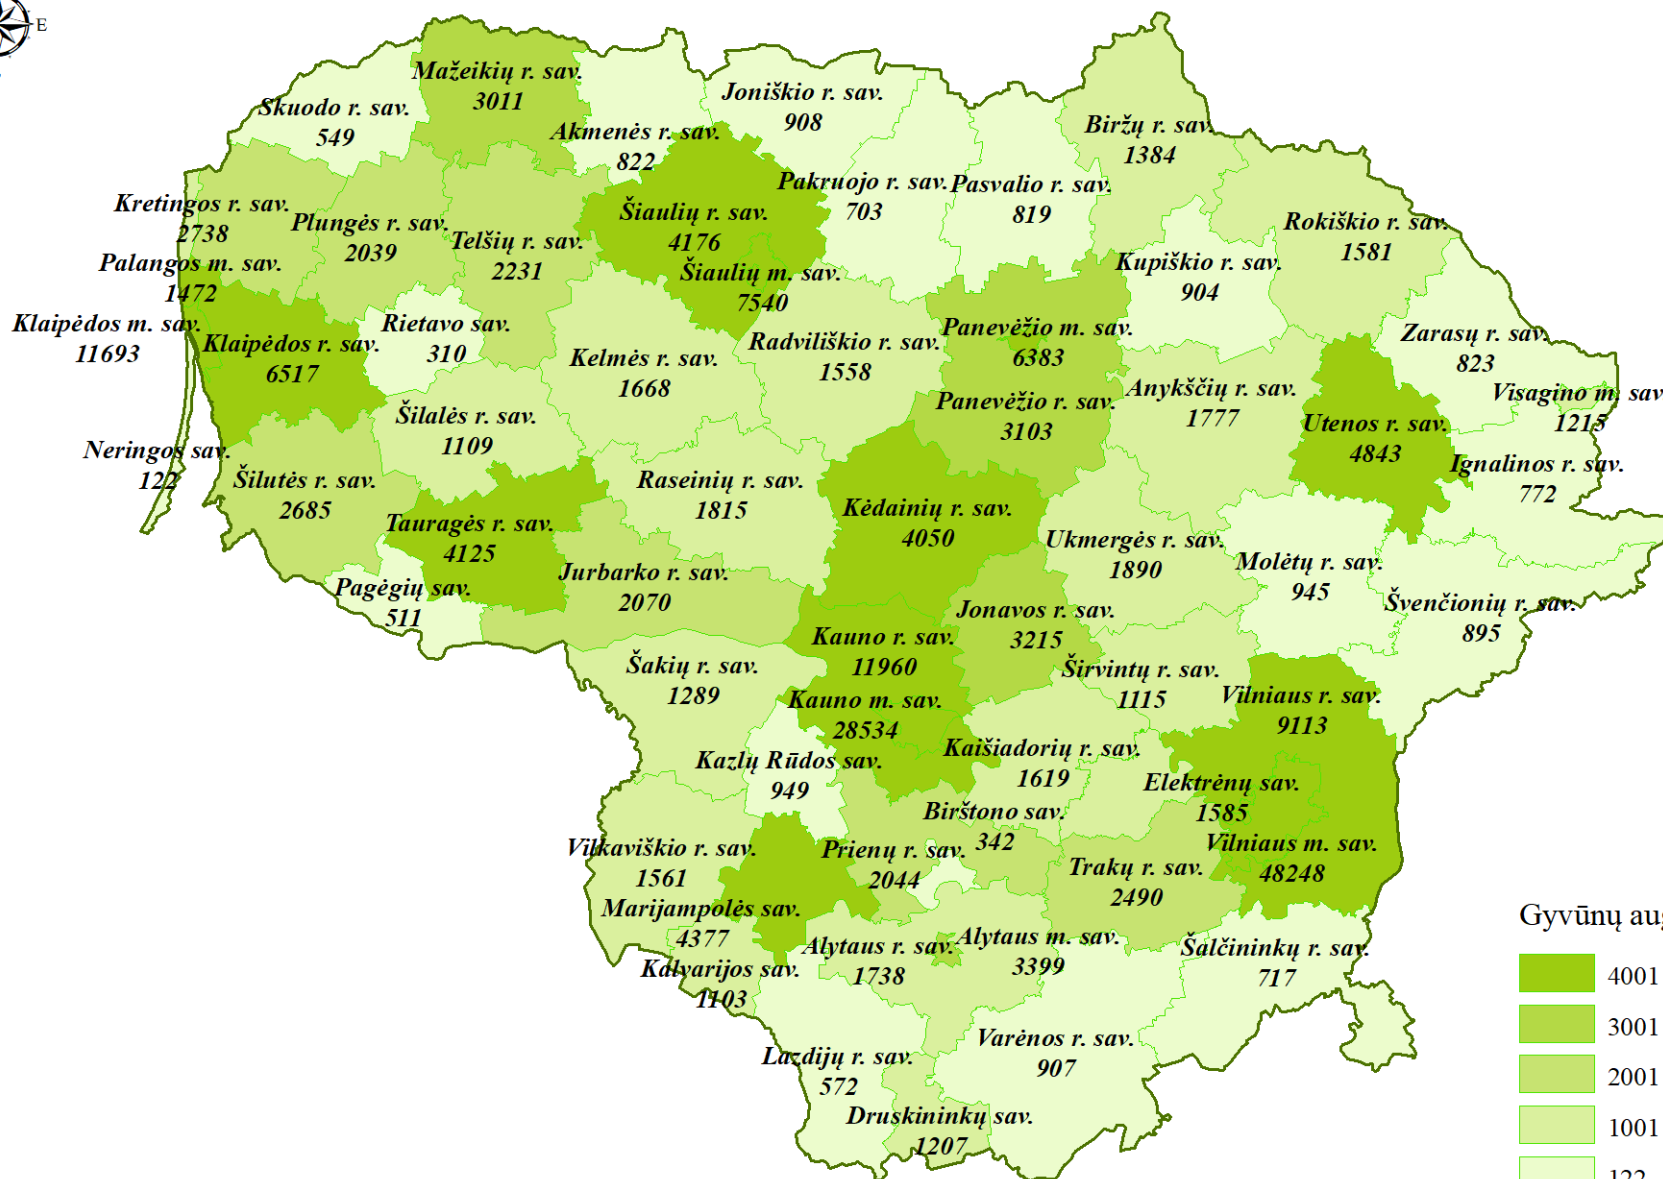 E
Mažeikių r. sav.
3011
Skuodo r. sav.
549
Akmenės r. sav.
822
Joniškio r. sav.
908
Biržų r. sav.
1384
Kretingos r. sav.
2738
Plungės r. sav.
2039
Telšių r. sav.
2231
Šiaulių r. sav.
4176
Pakruojo r. sav.
703
Pasvalio r. sav.
819
Rokiškio r. sav.
1581
Palangos m. sav.
1472
Šiaulių m. sav.
7540
Kupiškio r. sav.
904
Klaipėdos m. sav.
11693
Klaipėdos r. sav.
6517
Rietavo sav.
310
Kelmės r. sav.
1668
Radviliškio r. sav.
1558
Panevėžio m. sav.
6383
Zarasų r. sav.
823
Šilalės r. sav.
1109
Panevėžio r. sav.
3103
Anykščių r. sav.
1777
Utenos r. sav.
4843
Visagino m. sav
1215
Neringos sav.
122
Šilutės r. sav.
2685
Raseinių r. sav.
1815
Ignalinos r. sav.
772
Tauragės r. sav.
4125
Kėdainių r. sav.
4050
Ukmergės r. sav.
1890
Molėtų r. sav.
945
Pagėgių sav.
511
Jurbarko r. sav.
2070
Jonavos r. sav.
3215
Švenčionių r. sav.
895
Kauno r. sav.
11960
Šakių r. sav.
1289
Širvintų r. sav.
1115
Vilniaus r. sav.
9113
Kauno m. sav.
28534
Kazlų Rūdos sav.
949
Kaišiadorių r. sav.
1619
Elektrėnų sav.
1585
Birštono sav.
342
Vilkaviškio r. sav.
1561
Prienų r. sav.
2044
Trakų r. sav.
2490
Vilniaus m. sav.
48248
Marijampolės sav.
4377
Alytaus r. sav.
1738
Alytaus m. sav.
3399
Šalčininkų r. sav.
717
Kalvarijos sav.
1103
Lazdijų r. sav.
572
Varėnos r. sav.
907
Druskininkų sav.
1207
Gyvūnų
4001
3001
2001
1001
122